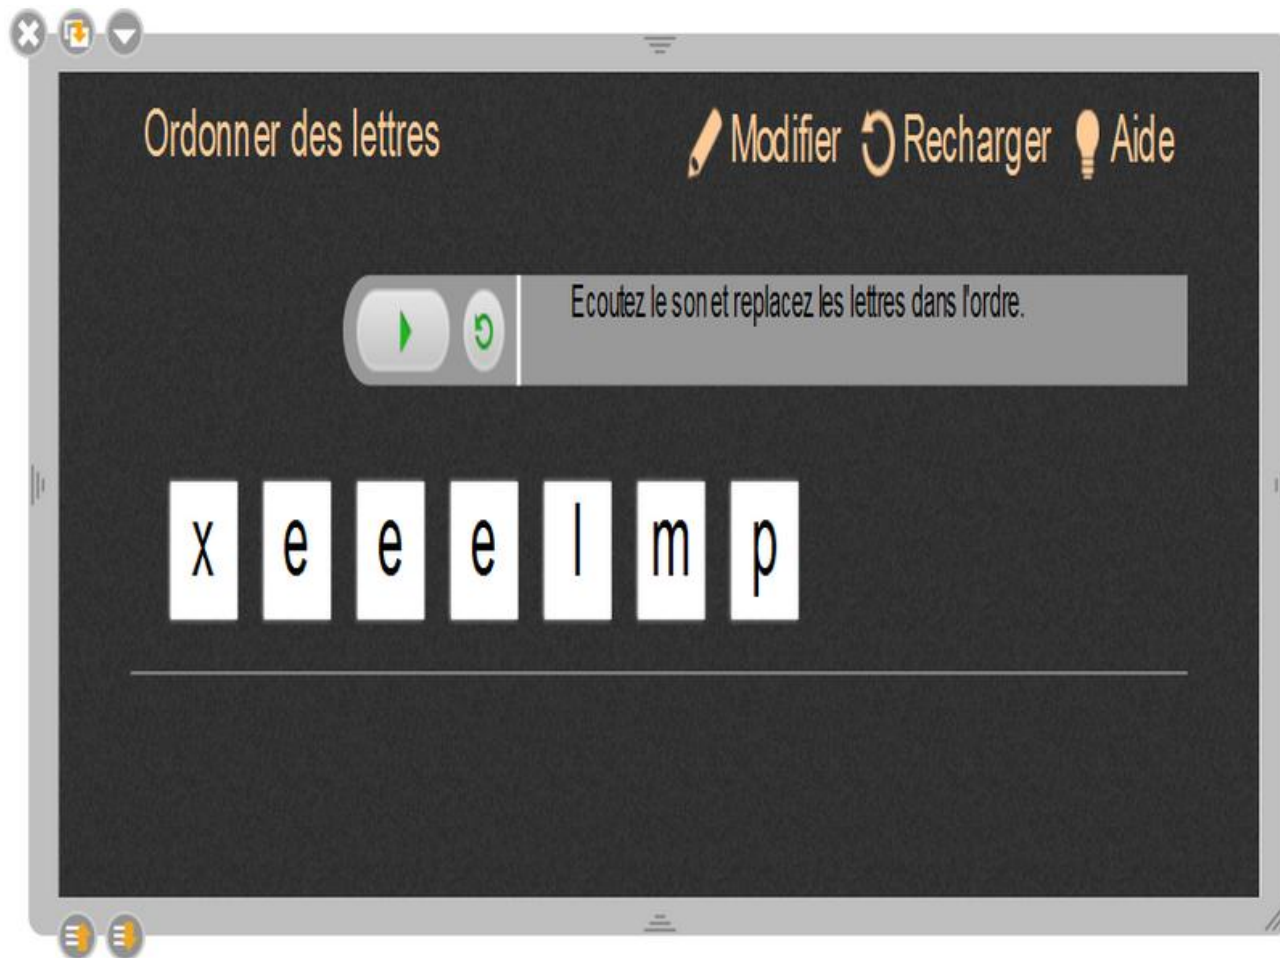 Ordonner des lettres
Modifier Recharger Aide
Ecoutez le son et replacez les lettres dans l'ordre.
x e e e l m p